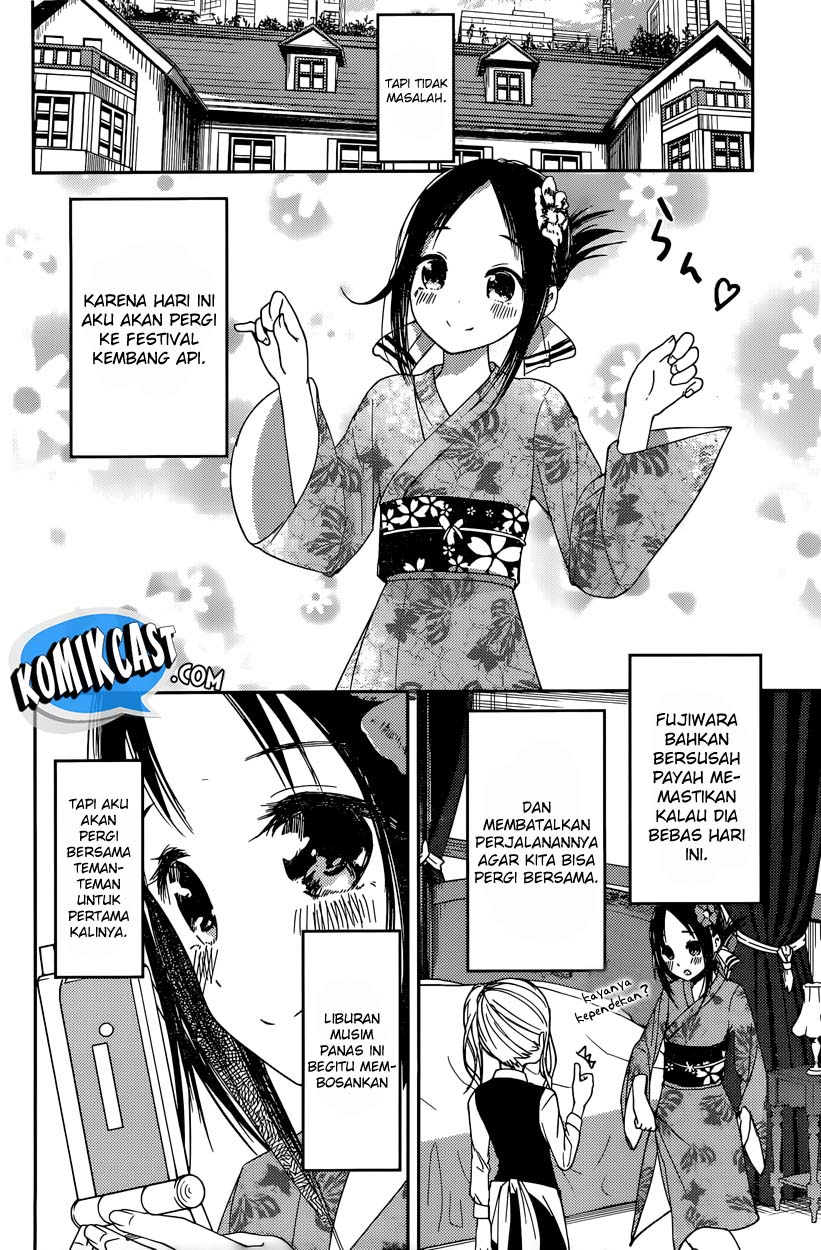 TAPI TIDAK
MASALAH.
KARENA HARI INI
AKU AKAN PERGI
KE FESTIVAL
KEMBANG API.
らん♡
KOMIKCAST
.COM
FUJIWARA
BAHKAN
BERSUSAH
PAYAH ME-
MASTIKAN
KALAU DIA
BEBAS HARI
INI.
DAN
MEMBATALKAN
PERJALANANNYA
AGAR KITA BISA
PERGI BERSAMA.
kayanya
kependekan?
LIBURAN
MUSIM
PANAS INI
BEGITU MEM-
BOSANKAN
TAPI AKU
AKAN
PERGI
BERSAMA
TEMAN-
TEMAN
UNTUK
PERTAMA
KALINYA.